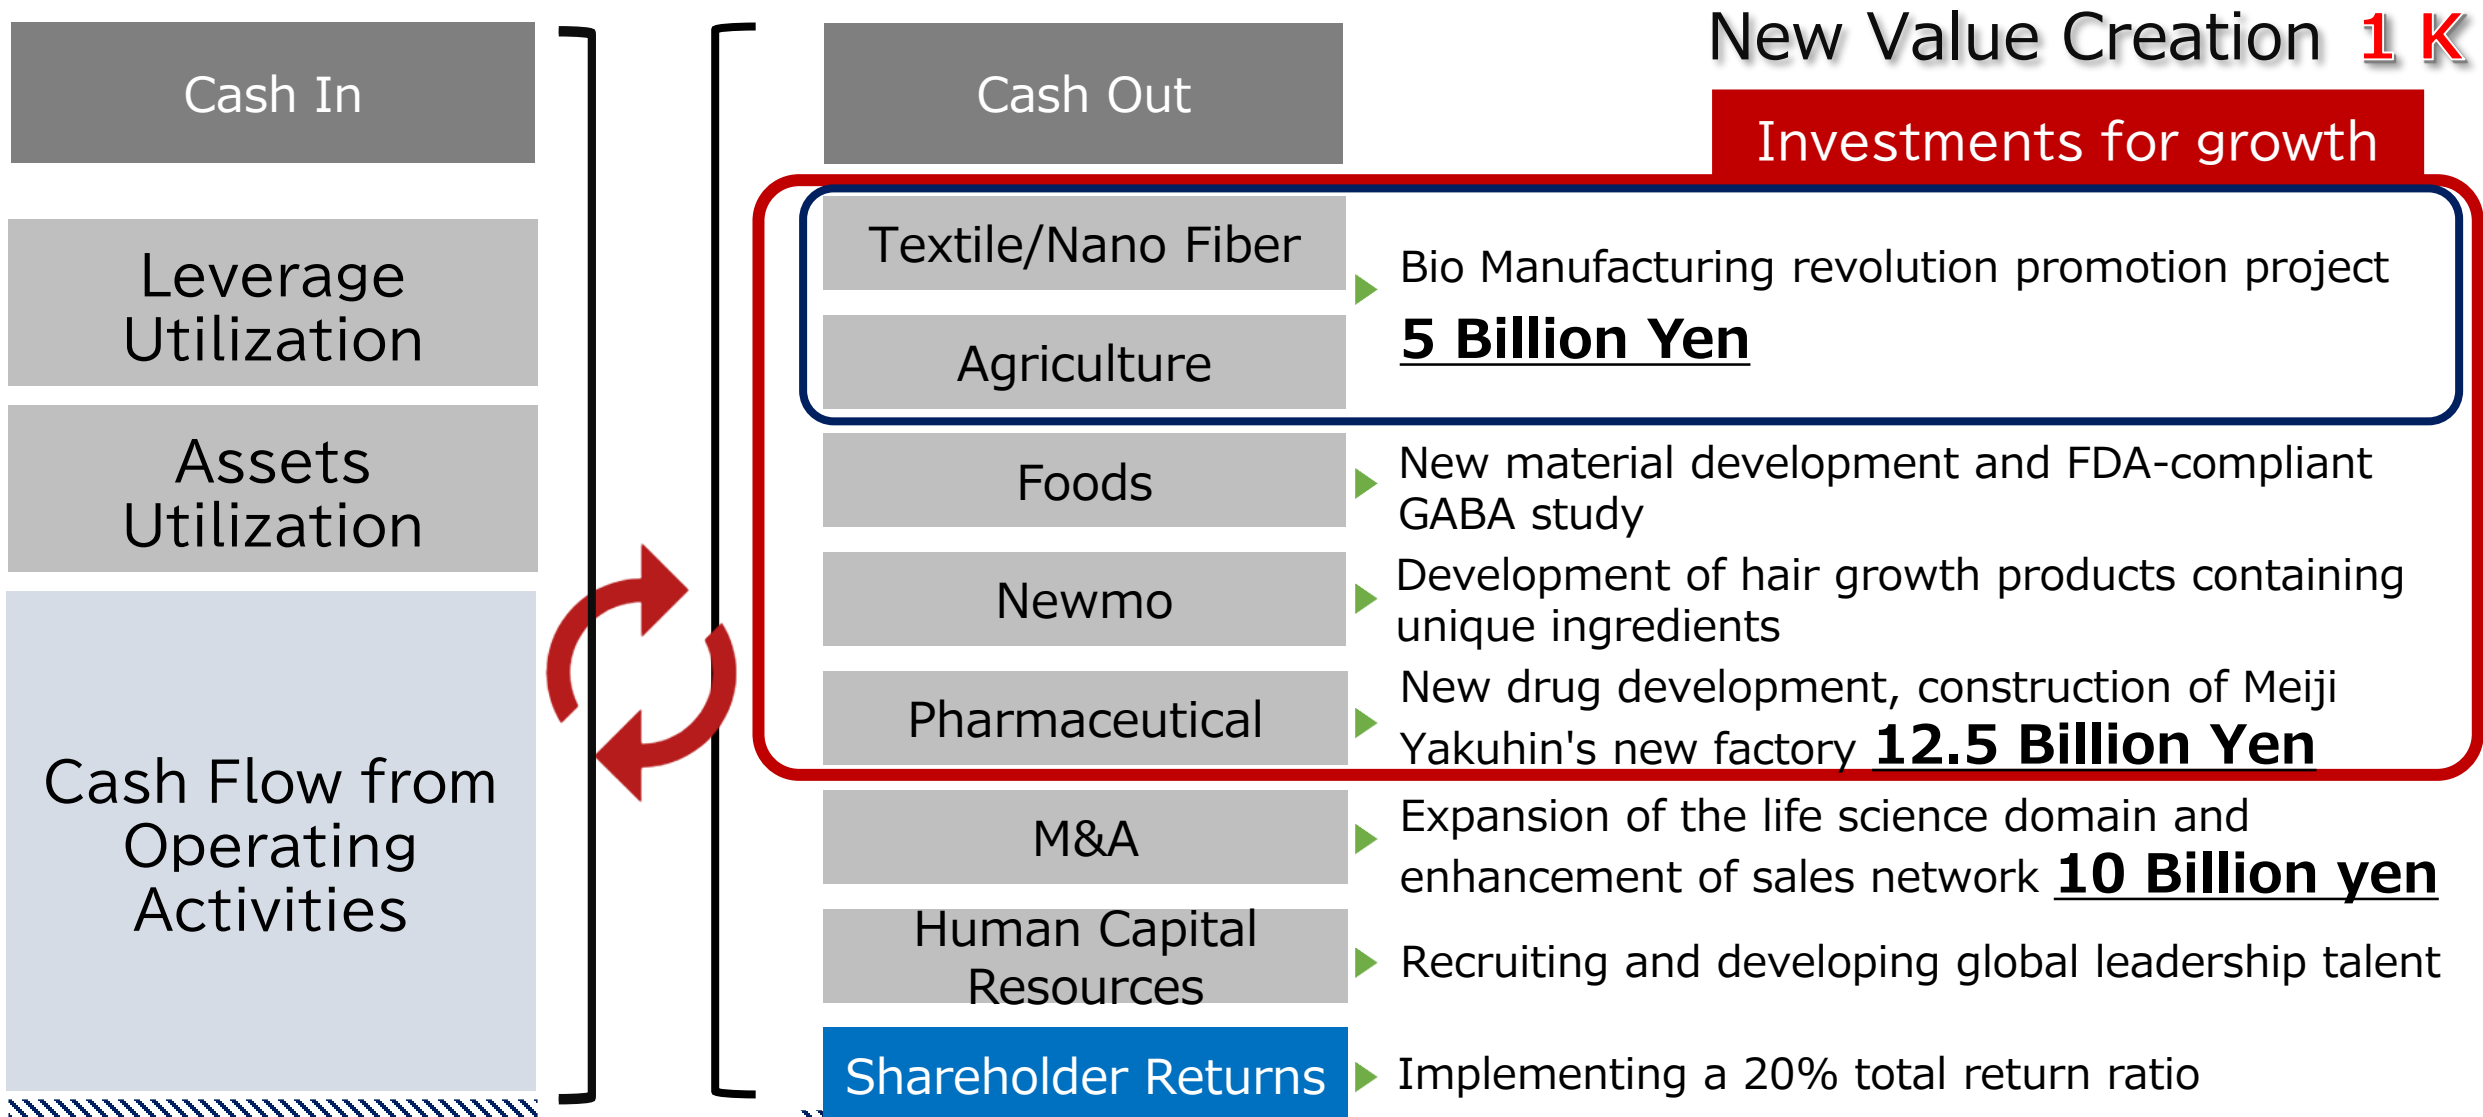 New Value Creation 1 K
Cash In
Leverage
Utilization
Assets
Utilization
Cash Flow from
Operating
Activities
Cash Out
Investments for growth
Textile/Nano Fiber
Agriculture
Bio Manufacturing revolution promotion project
5 Billion Yen
Foods
New material development and FDA-compliant
GABA study
Newmo
Development of hair growth products containing
unique ingredients
Pharmaceutical
New drug development, construction of Meiji
Yakuhin's new factory 12.5 Billion Yen
M&A
Expansion of the life science domain and
enhancement of sales network 10 Billion yen
Human Capital
Resources
Recruiting and developing global leadership talent
Shareholder Returns
Implementing a 20% total return ratio